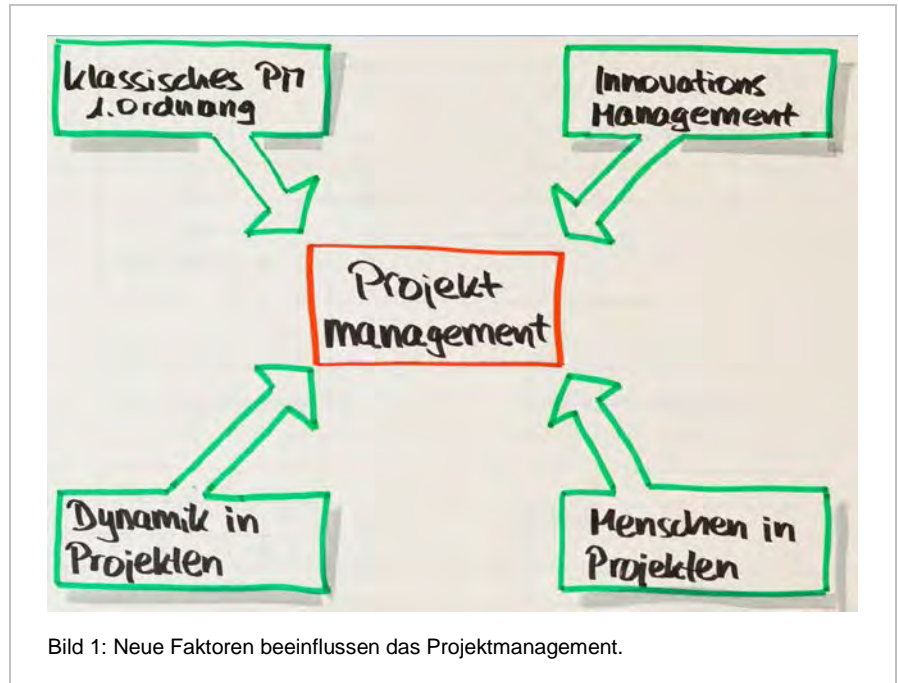 klassisches PM
1. Ordnung
Innovations
Management
Projekt
management
Dynamik in
Projekten
Menschen in
Projekten
Bild 1: Neue Faktoren beeinflussen das Projektmanagement.